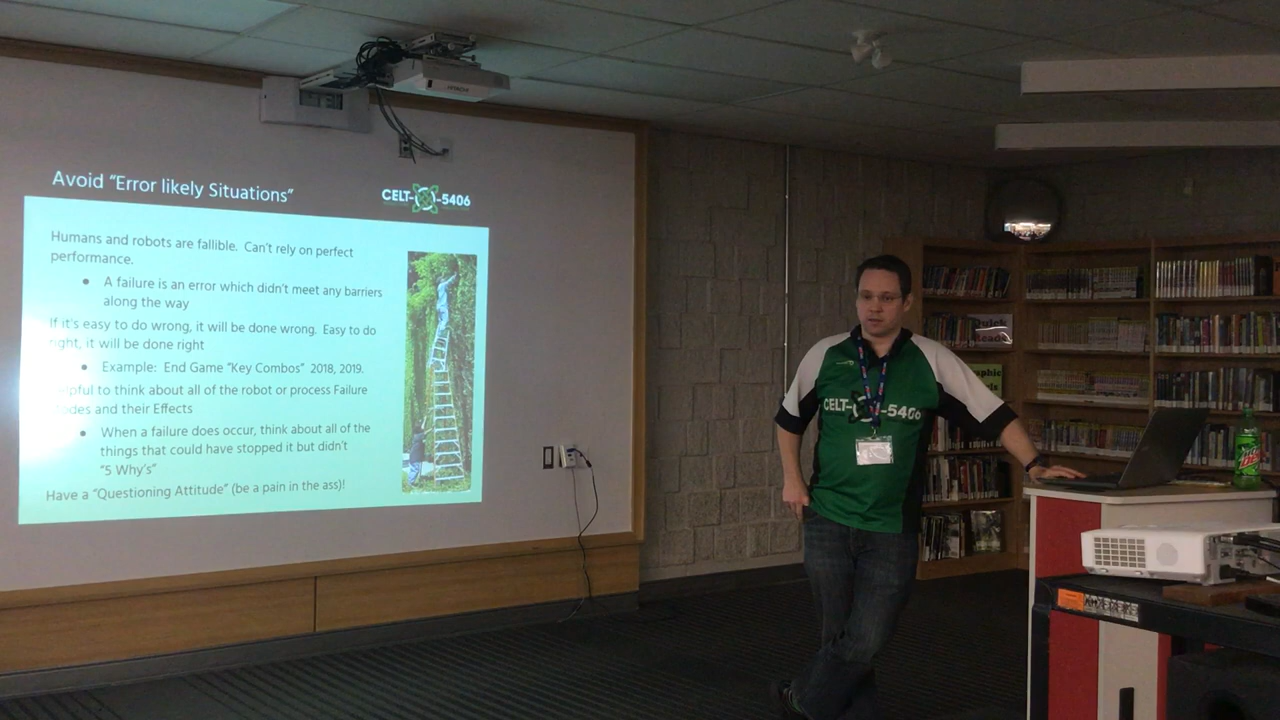 HITACHI
Avoid “Error likely Situations”
CELT- -5406
Humans and robots are fallible.  Can't rely on perfect
performance.
● A failure is an error which didn't meet any barriers
along the way
If it's easy to do wrong, it will be done wrong.  Easy to do
right, it will be done right
● Example:  End Game “Key Combos”  2018, 2019.
to think about all of the robot or process Failure
and their Effects
● When a failure does occur, think about all of the
things that could have stopped it but didn't
“5 Why's”
Have a “Questioning Attitude” (be a pain in the ass)!
CELT- -5406
Quick